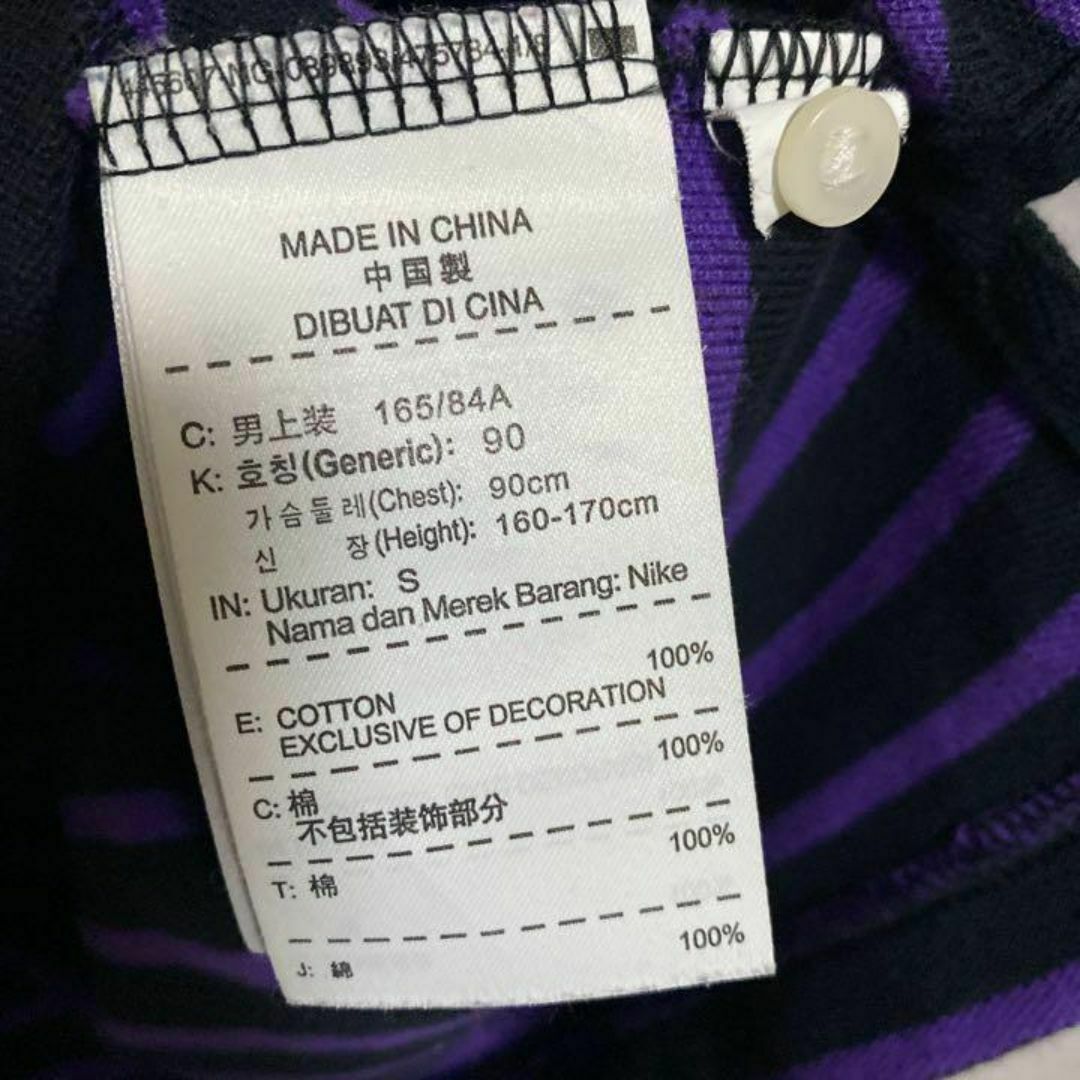 MADE IN CHINA
中国製
DIBUAT DI CINA
C: 男上装 165/84A
K: 호칭(Generic): 90
가슴둘레(Chest): 90cm
신 장(Height): 160-170cm
IN: Ukuran: S
Nama dan Merek Barang: Nike
100%
E: COTTON
EXCLUSIVE OF DECORATION
100%
C: 棉
不包括装饰部分
100%
T: 棉
100%
J: 綿